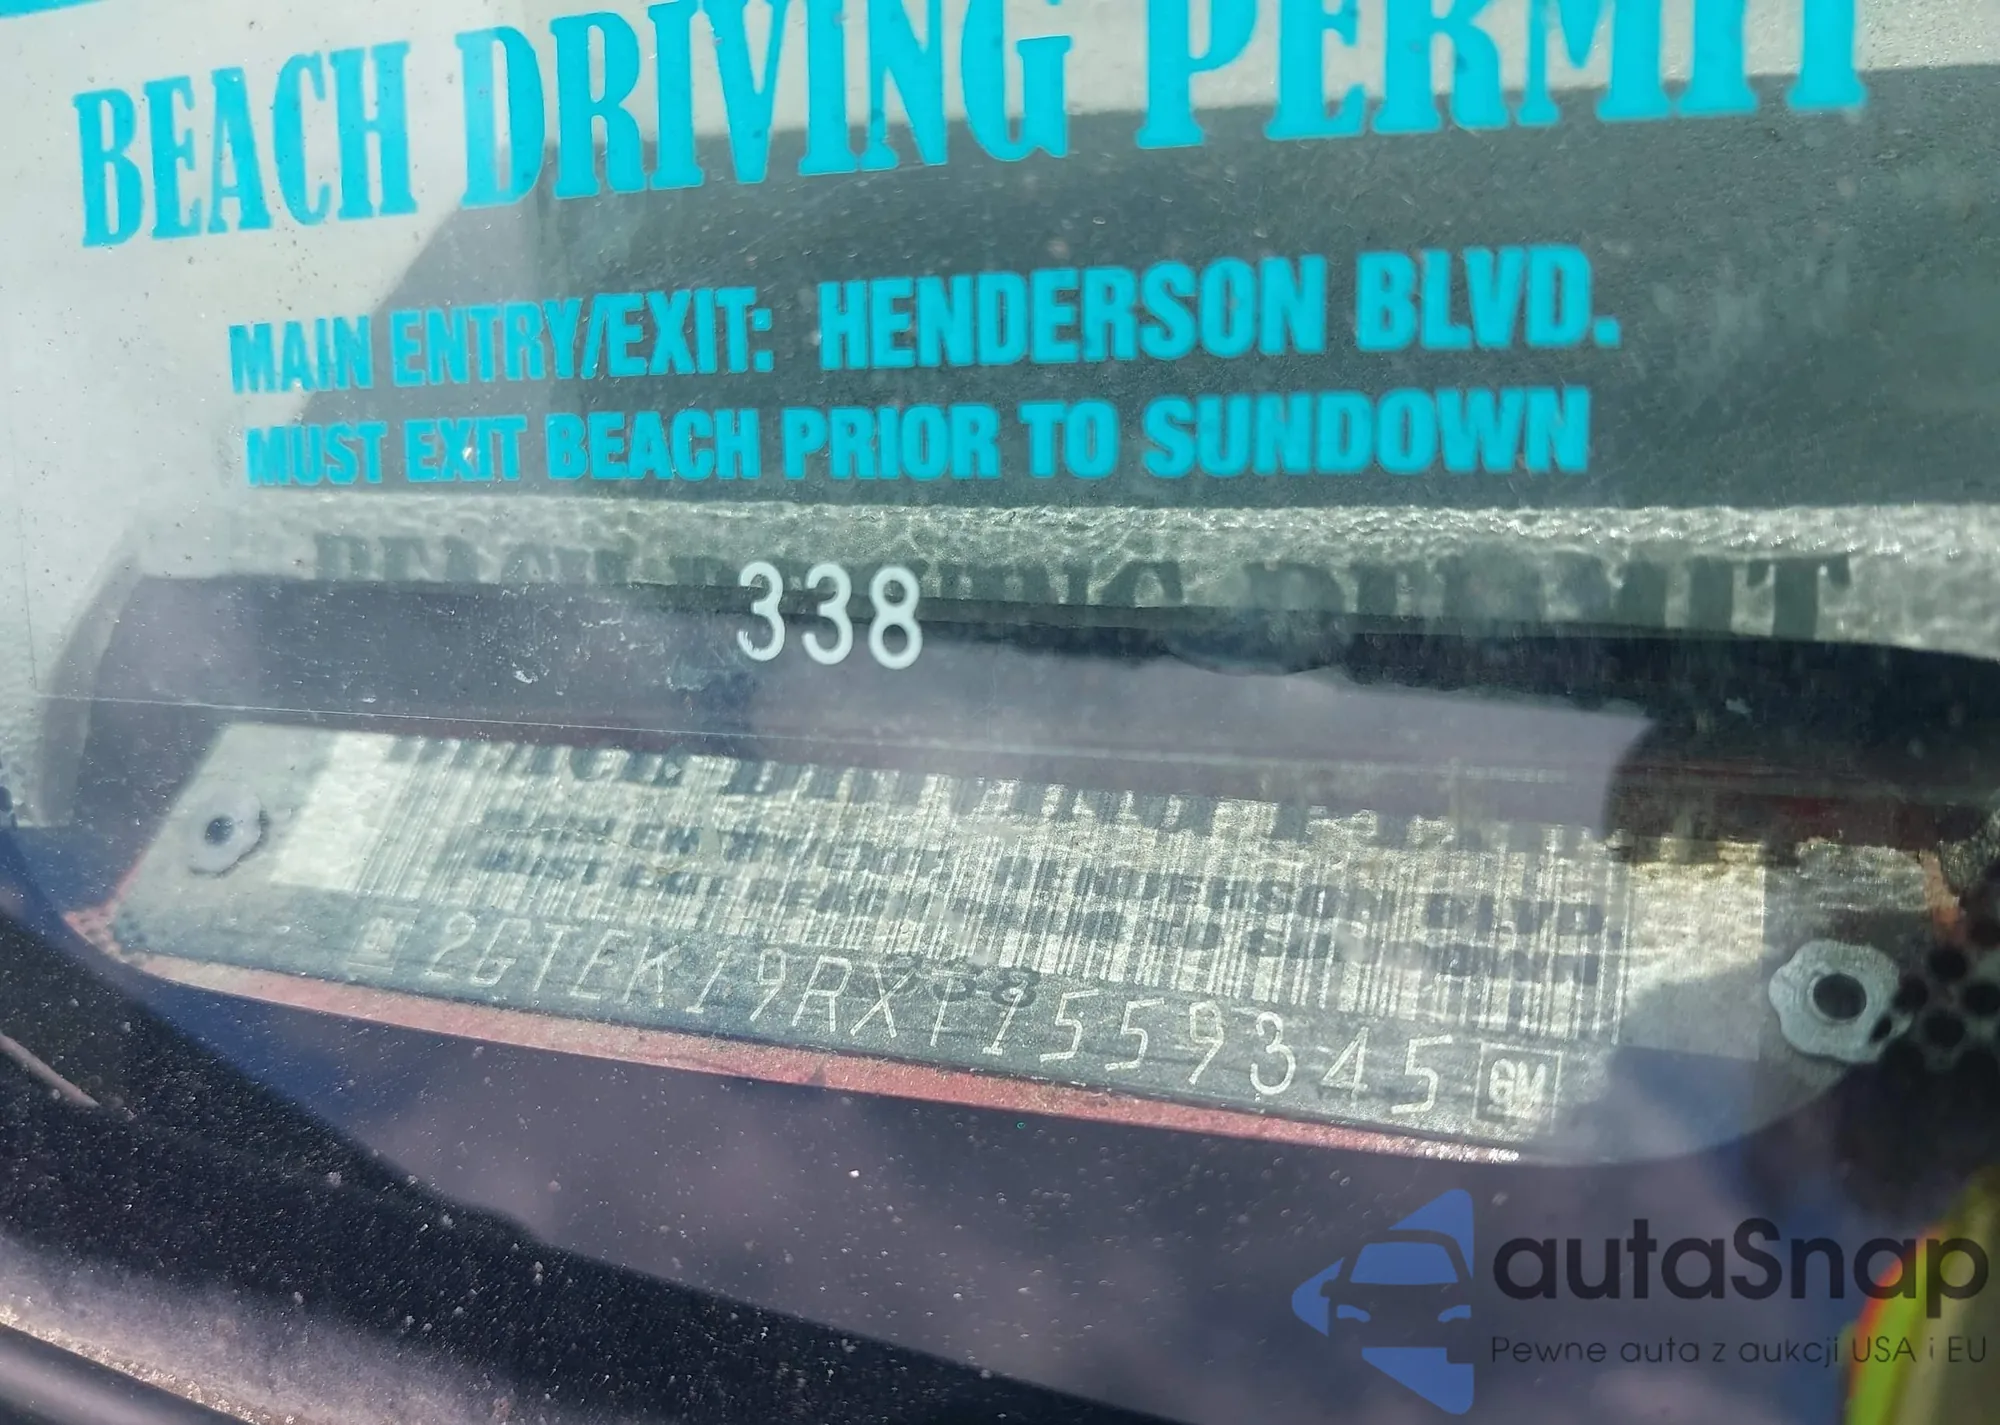 BEACH DRIVING PERMIT
MAIN ENTRY/EXIT: HENDERSON BLVD.
MUST EXIT BEACH PRIOR TO SUNDOWN
338
2GTEK19RXT1559345 GM
autaSnap
Pewne auta z aukcji USA i EU